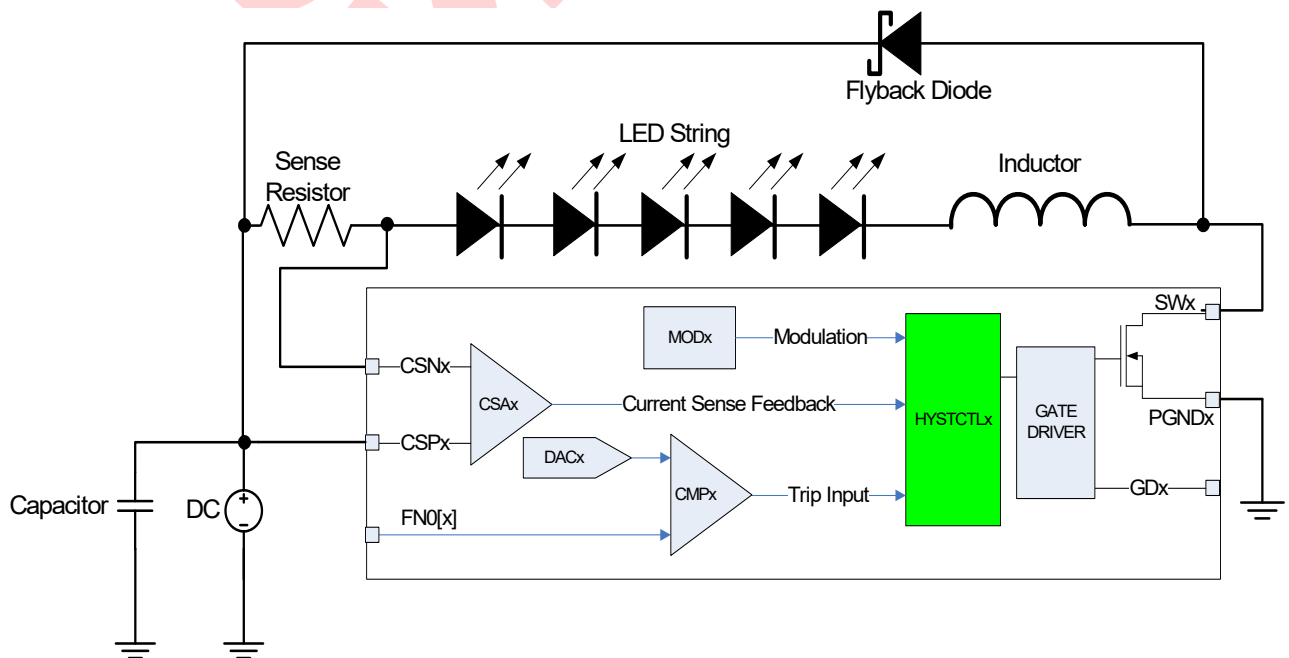 Flyback Diode
LED String
Sense
Resistor
Inductor
SWx
MODx
Modulation
CSNx
CSAx
Current Sense Feedback
HYSTCTLx
GATE
DRIVER
PGNDx
CSPx
DACx
CMPx
Trip Input
GDx
Capacitor
DC
+
-
FN0[x]